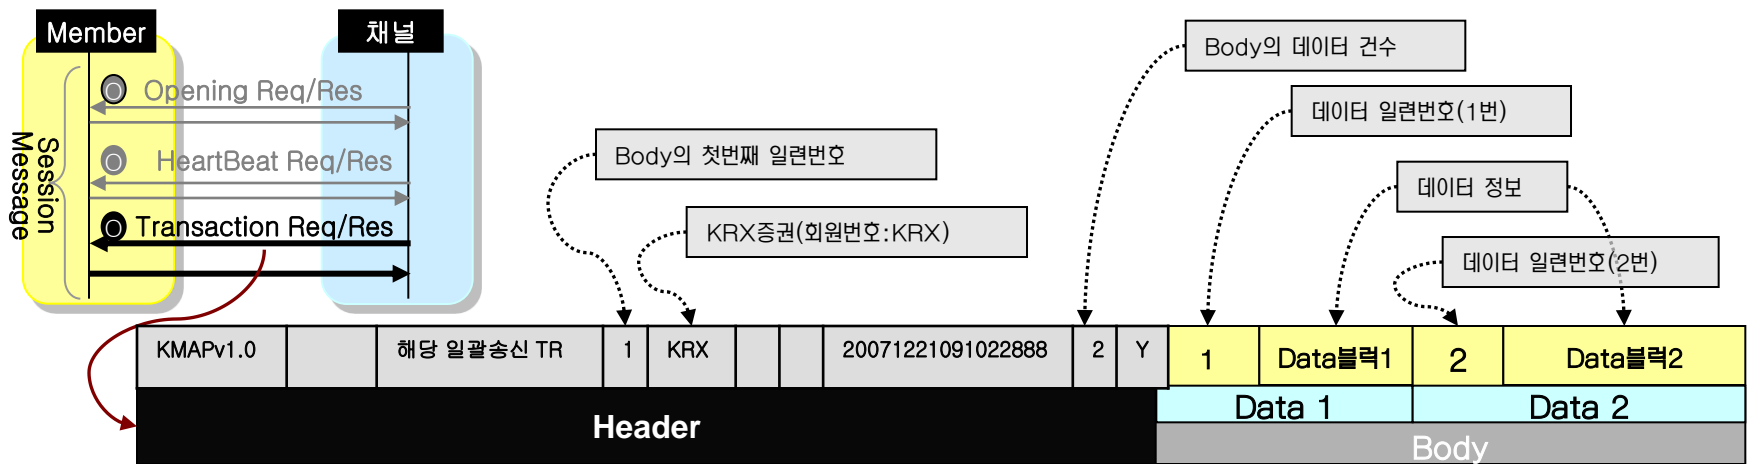 Member
채널
Opening Req/Res
HeartBeat Req/Res
Transaction Req/Res
Session
Message
Body의 첫번째 일련번호
KRX증권(회원번호:KRX)
Body의 데이터 건수
데이터 일련번호(1번)
데이터 정보
데이터 일련번호(2번)
KMAPv1.0 해당 일괄송신 TR 1 KRX 20071221091022888 2 Y 1 Data블럭1 2 Data블럭2
Header
Data 1 Data 2
Body